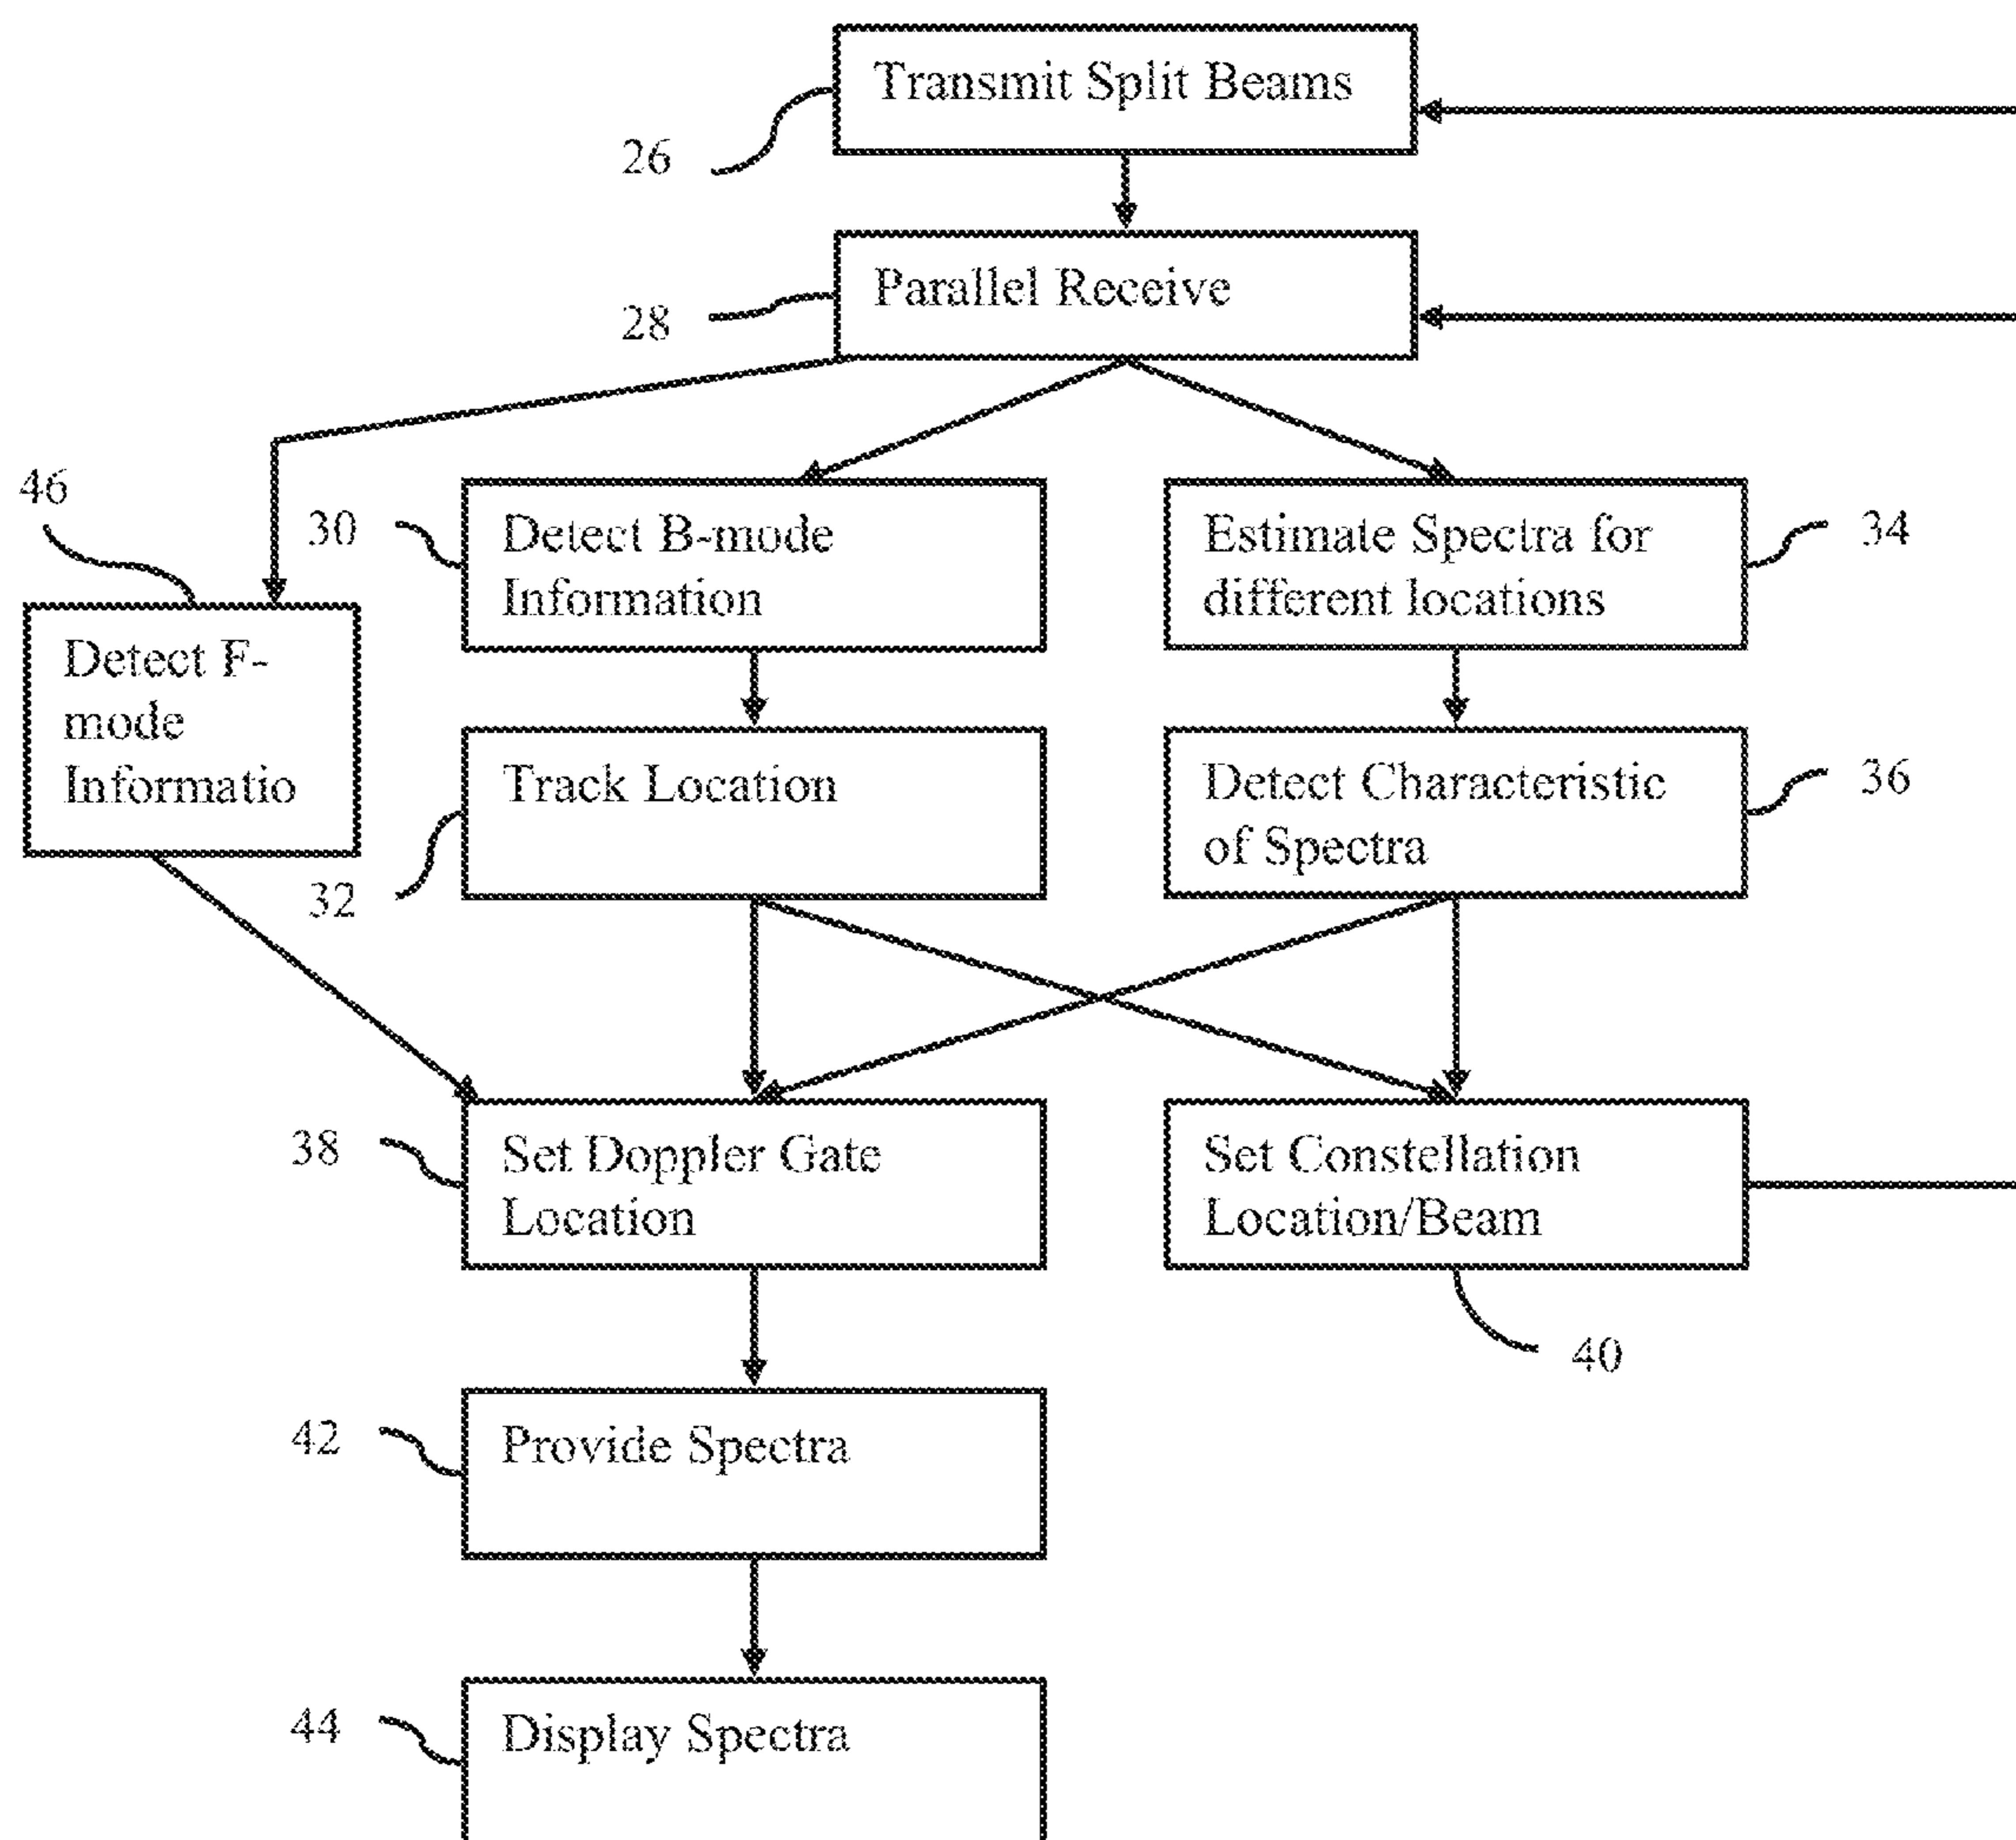 Transmit Split Beams
26
Parallel Receive
28
46
30
Detect B-mode
Information
Estimate Spectra for
different locations
34
Detect F-
mode
Informatio
Track Location
32
Detect Characteristic
of Spectra
36
38
Set Doppler Gate
Location
Set Constellation
Location/Beam
40
42
Provide Spectra
44
Display Spectra